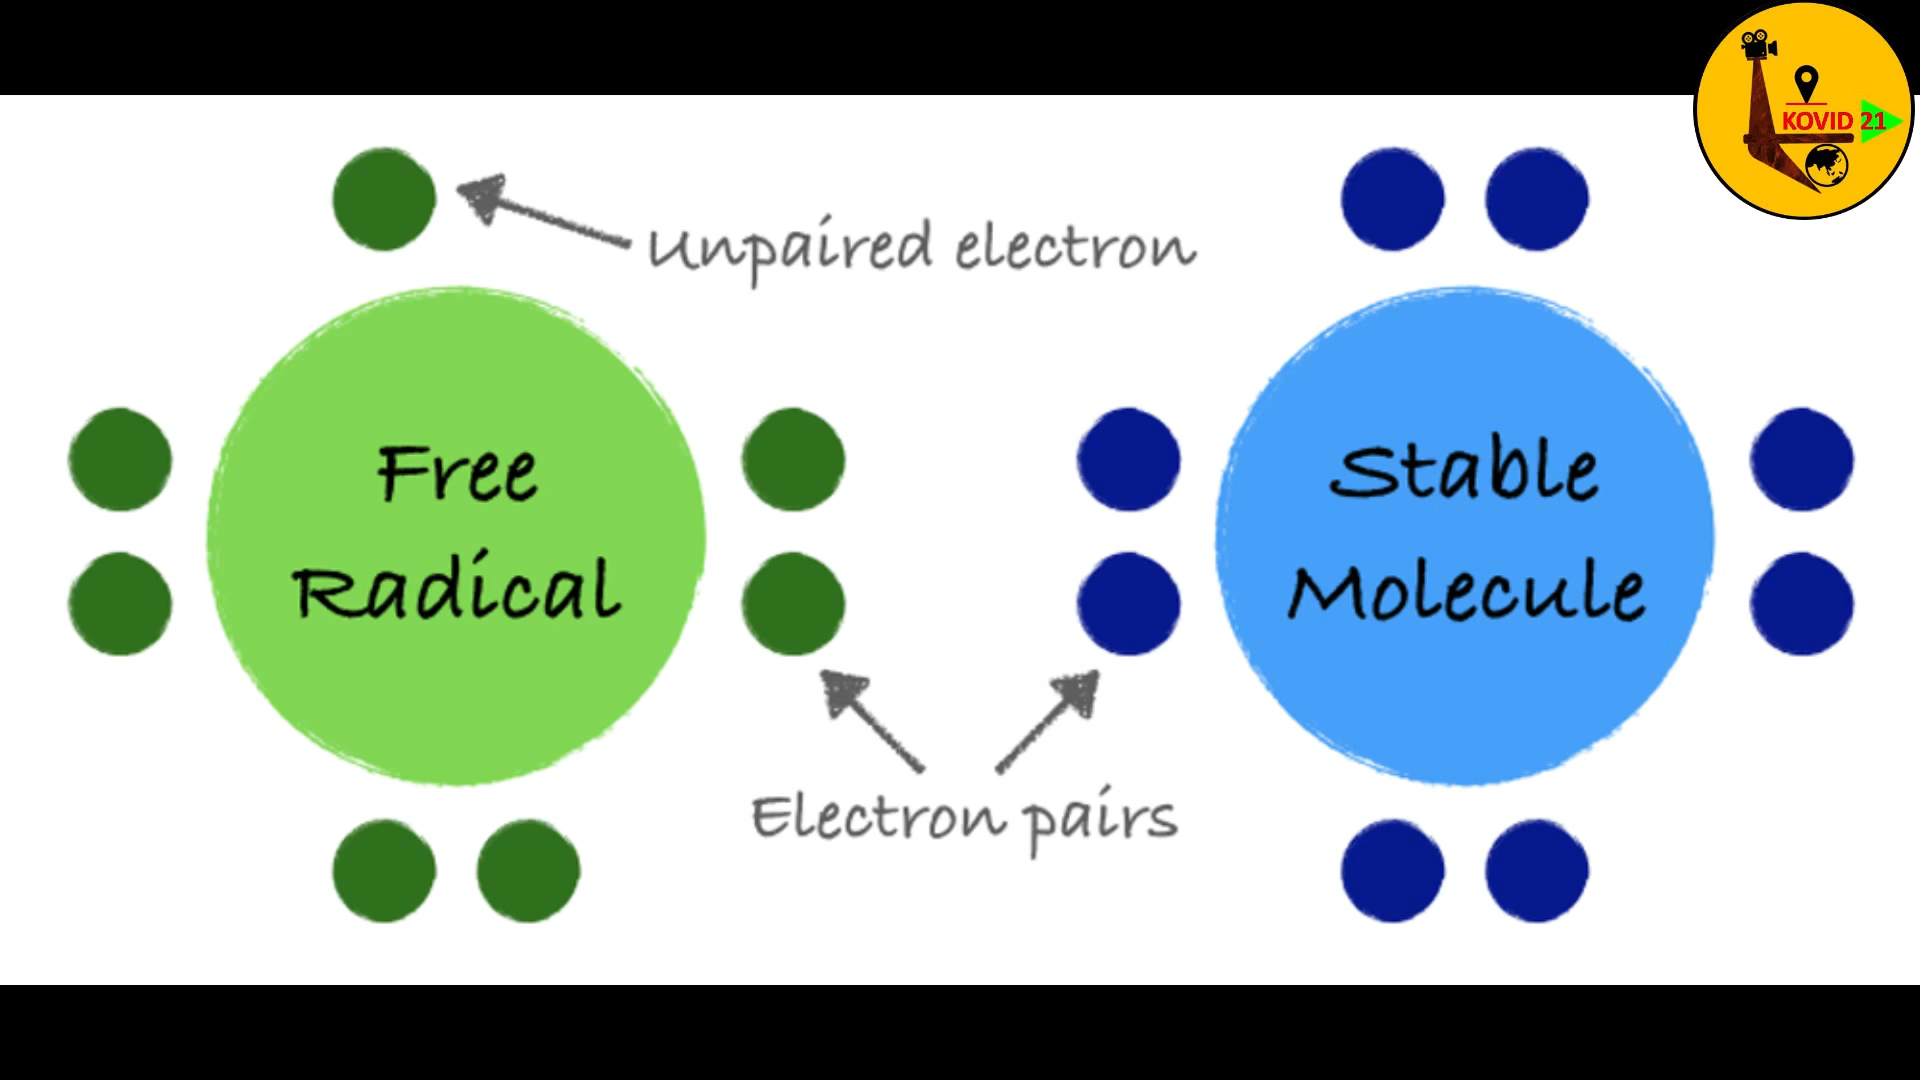 KOVID 21
Unpaired electron
Free
Radical
Stable
Molecule
Electron pairs